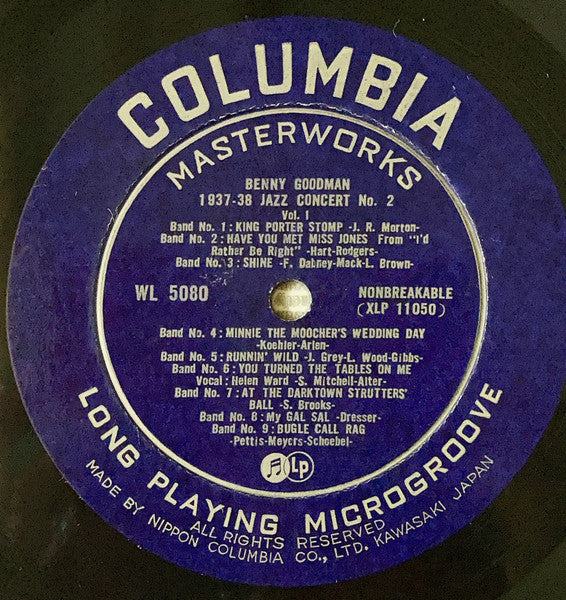 COLUMBIA
MASTERWORKS
BENNY GOODMAN
1937-38 JAZZ CONCERT No. 2
Vol. I
Band No. 1 : KING PORTER STOMP -J. R. Morton-
Band No. 2 : HAVE YOU MET MISS JONES From "I'd
Rather Be Right" -Hart-Rodgers-
Band No. 3 : SHINE -F. Dabney-Mack-L. Brown-
WL 5080
NONBREAKABLE
(XLP 11050)
Band No. 4 : MINNIE THE MOOCHER'S WEDDING DAY
-Koehler-Arlen-
Band No. 5 : RUNNIN' WILD -J. Grey-L. Wood-Gibbs-
Band No. 6 : YOU TURNED THE TABLES ON ME
Vocal : Helen Ward -S. Mitchell-Alter-
Band No. 7 : AT THE DARKTOWN STRUTTERS'
BALL -S. Brooks-
Band No. 8 : My GAL SAL -Dresser-
Band No. 9 : BUGLE CALL RAG
-Pettis-Meycrs-Schoebel-
Lp
LONG PLAYING MICROGROOVE
ALL RIGHTS RESERVED
MADE BY NIPPON COLUMBIA CO., LTD. KAWASAKI JAPAN